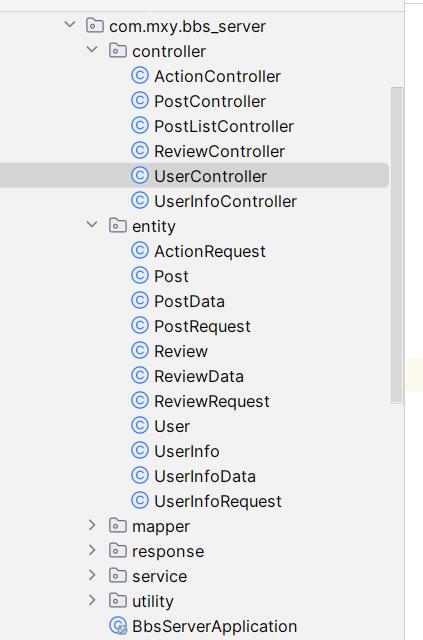 com.mxy.bbs_server
controller
ActionController
PostController
PostListController
ReviewController
UserController
UserInfoController
entity
ActionRequest
Post
PostData
PostRequest
Review
ReviewData
ReviewRequest
User
UserInfo
UserInfoData
UserInfoRequest
mapper
response
service
utility
BbsServerApplication